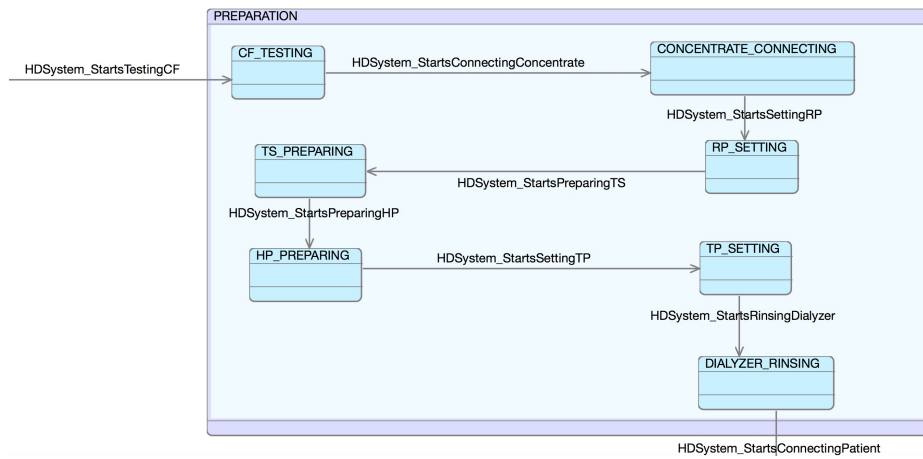 PREPARATION
CF_TESTING
CONCENTRATE_CONNECTING
HDSystem_StartsTestingCF
HDSystem_StartsConnectingConcentrate
HDSystem_StartsSettingRP
TS_PREPARING
RP_SETTING
HDSystem_StartsPreparingTS
HDSystem_StartsPreparingHP
HP_PREPARING
HDSystem_StartsSettingTP
TP_SETTING
HDSystem_StartsRinsingDialyzer
DIALYZER_RINSING
HDSystem_StartsConnectingPatient